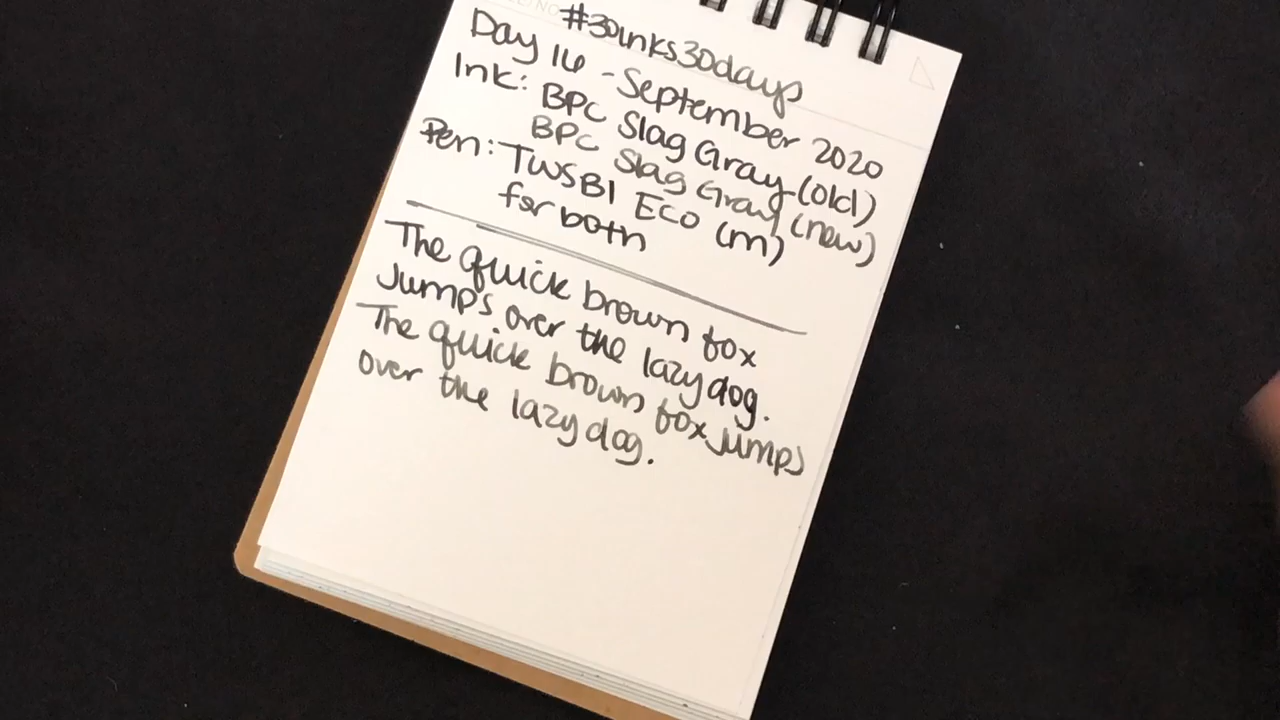 #30inks30days
Day 16 - September 2020
Ink: BPC Slag Gray (old)
BPC Slag Gray (new)
Pen: TWSBI ECO (m)
for both
The quick brown fox
jumps over the lazy dog.
The quick brown fox jumps
over the lazy dog.